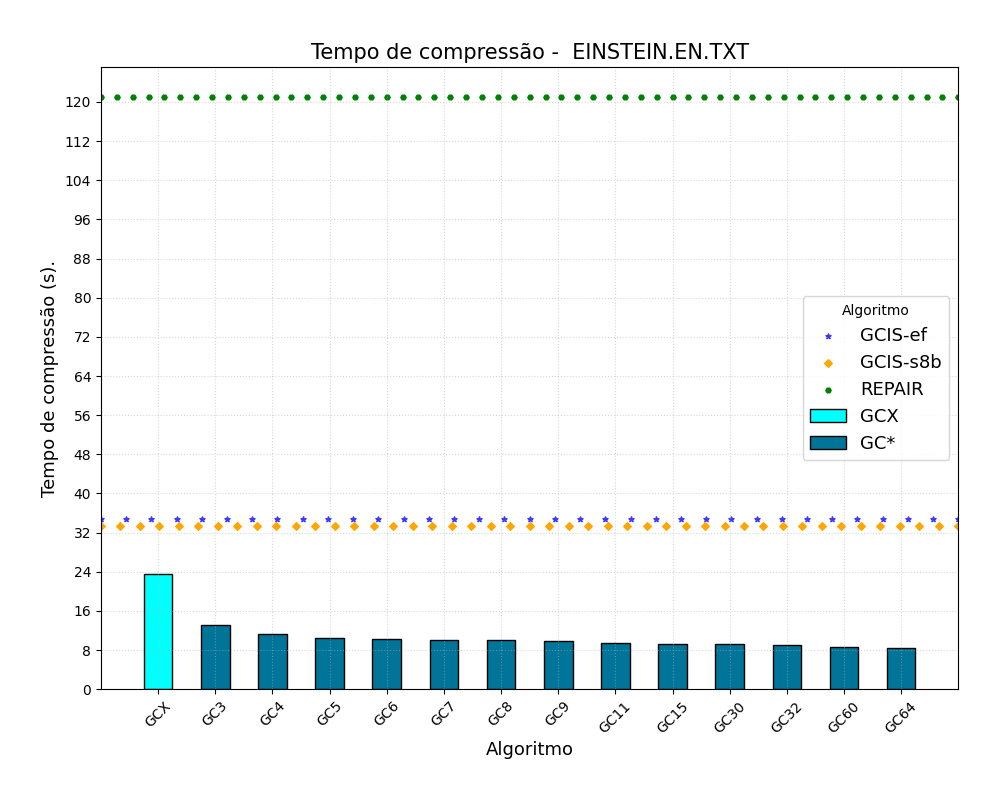 Tempo de compressão -  EINSTEIN.EN.TXT
Tempo de compressão (s).
120
112
104
96
88
80
72
64
56
48
40
32
24
16
8
0
Algoritmo
GCIS-ef
GCIS-s8b
REPAIR
GCX
GC*
GCX
GC3
GC4
GC5
GC6
GC7
GC8
GC9
GC11
GC15
GC30
GC32
GC60
GC64
Algoritmo